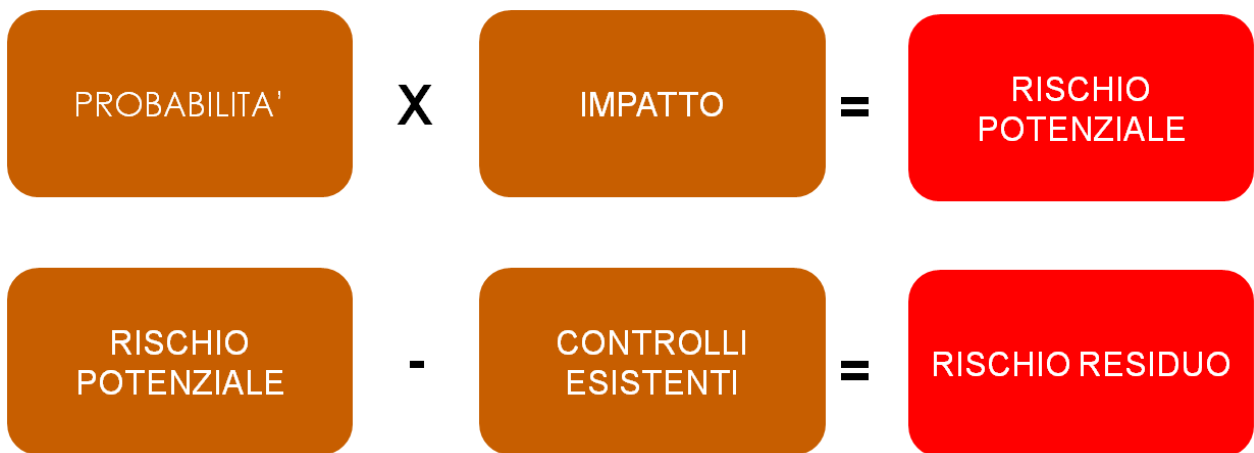 PROBABILITA' X IMPATTO = RISCHIO POTENZIALE
RISCHIO POTENZIALE - CONTROLLI ESISTENTI = RISCHIO RESIDUO